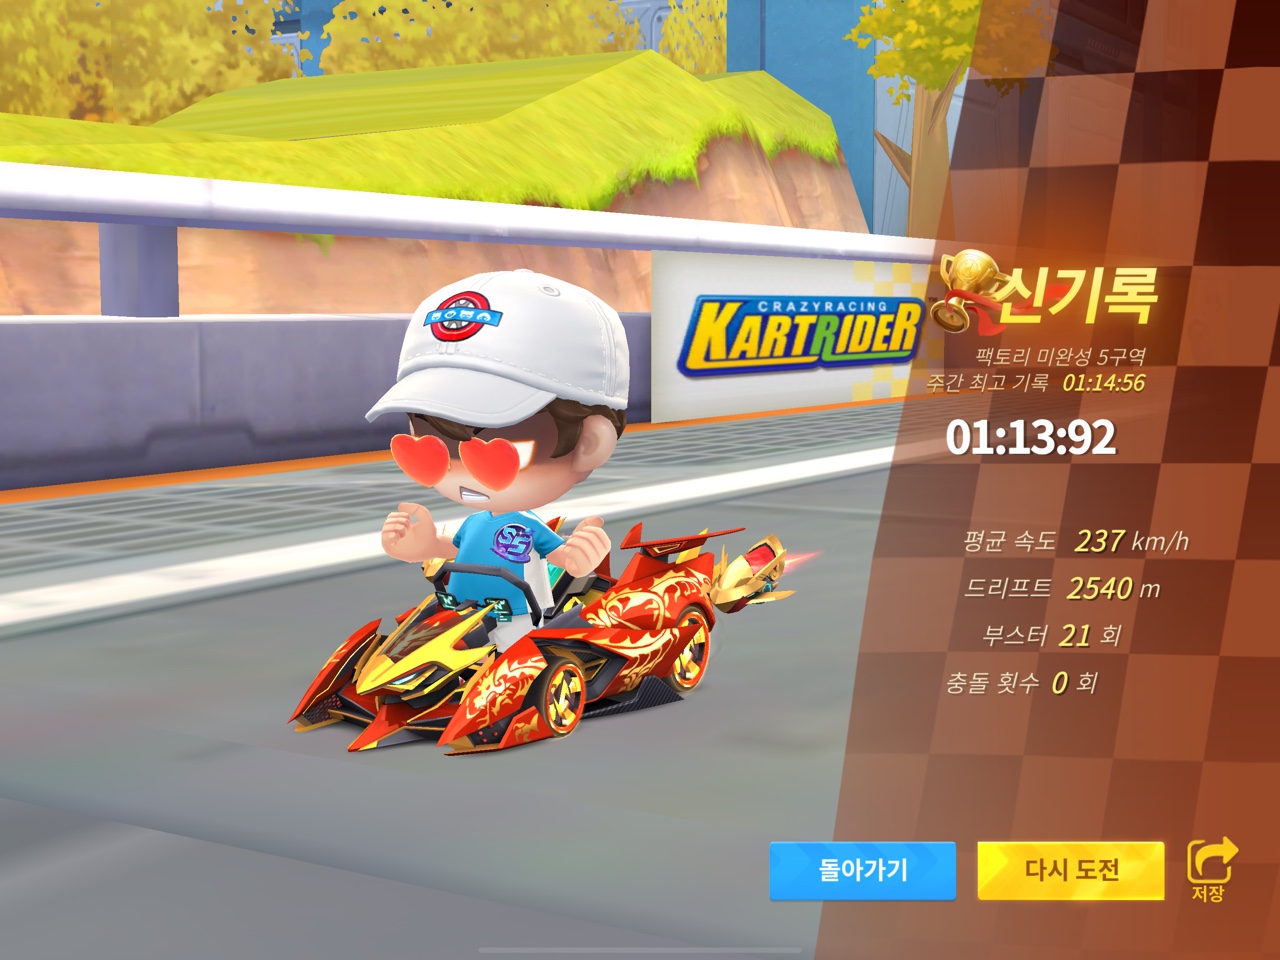 CRAZYRACING
KARTRIDER
신기록
팩토리 미완성 5구역
주간 최고 기록 01:14:56
01:13:92
평균 속도 237 km/h
드리프트 2540 m
부스터 21 회
충돌 횟수 0 회
돌아가기
다시 도전
저장